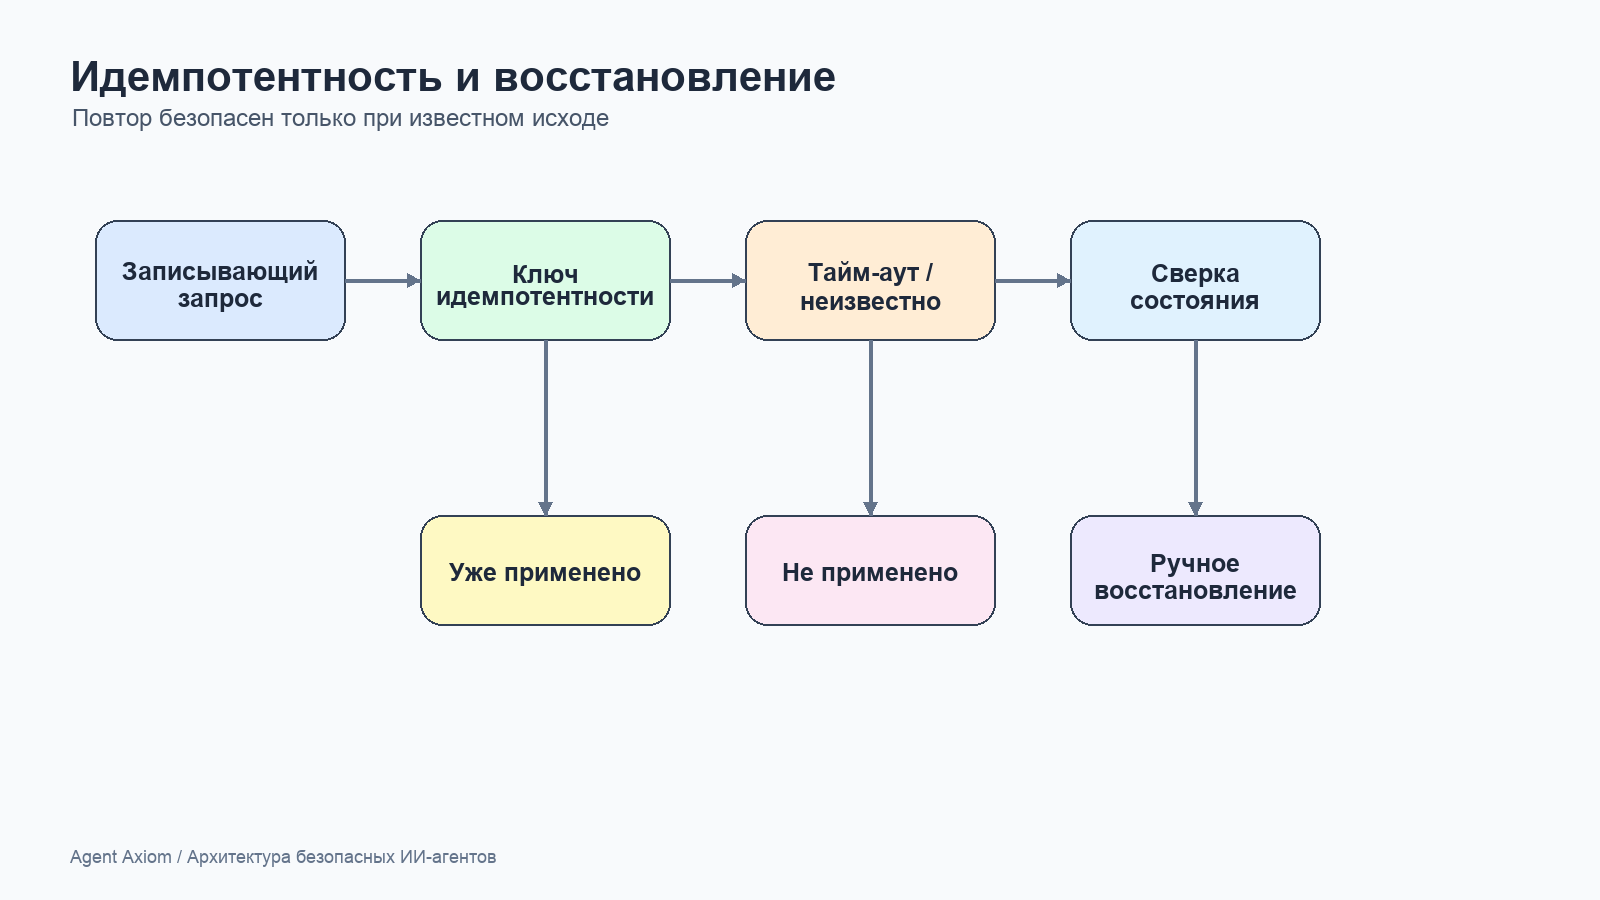 Идемпотентность и восстановление
Повтор безопасен только при известном исходе
Записывающий
запрос
Ключ
идемпотентности
Тайм-аут /
неизвестно
Сверка
состояния
Уже применено
Не применено
Ручное
восстановление
Agent Axiom / Архитектура безопасных ИИ-агентов